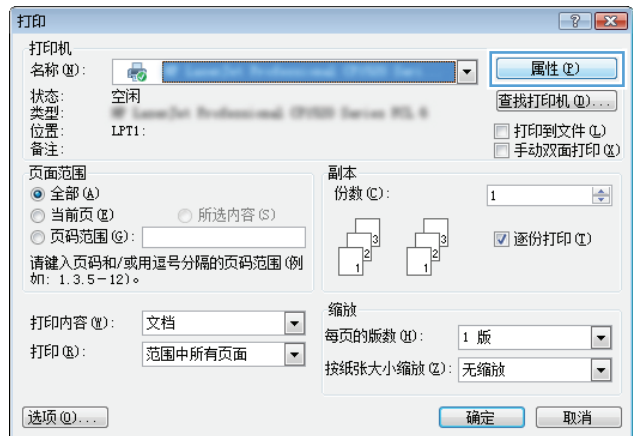 打印
打印机
名称(N):
属性(P)
状态: 空闲
查找打印机(D)...
类型:
位置: LPT1:
打印到文件(L)
备注:
手动双面打印(X)
页面范围
全部(A)
当前页(E) 所选内容(S)
页码范围(G):
请键入页码和/或用逗号分隔的页码范围(例
如: 1.3.5-12)。
副本
份数(C): 1
3 3
2 2
1 1
逐份打印(T)
打印内容(W): 文档
打印(R): 范围中所有页面
缩放
每页的版数(H): 1 版
按纸张大小缩放(Z): 无缩放
选项(O)...
确定 取消